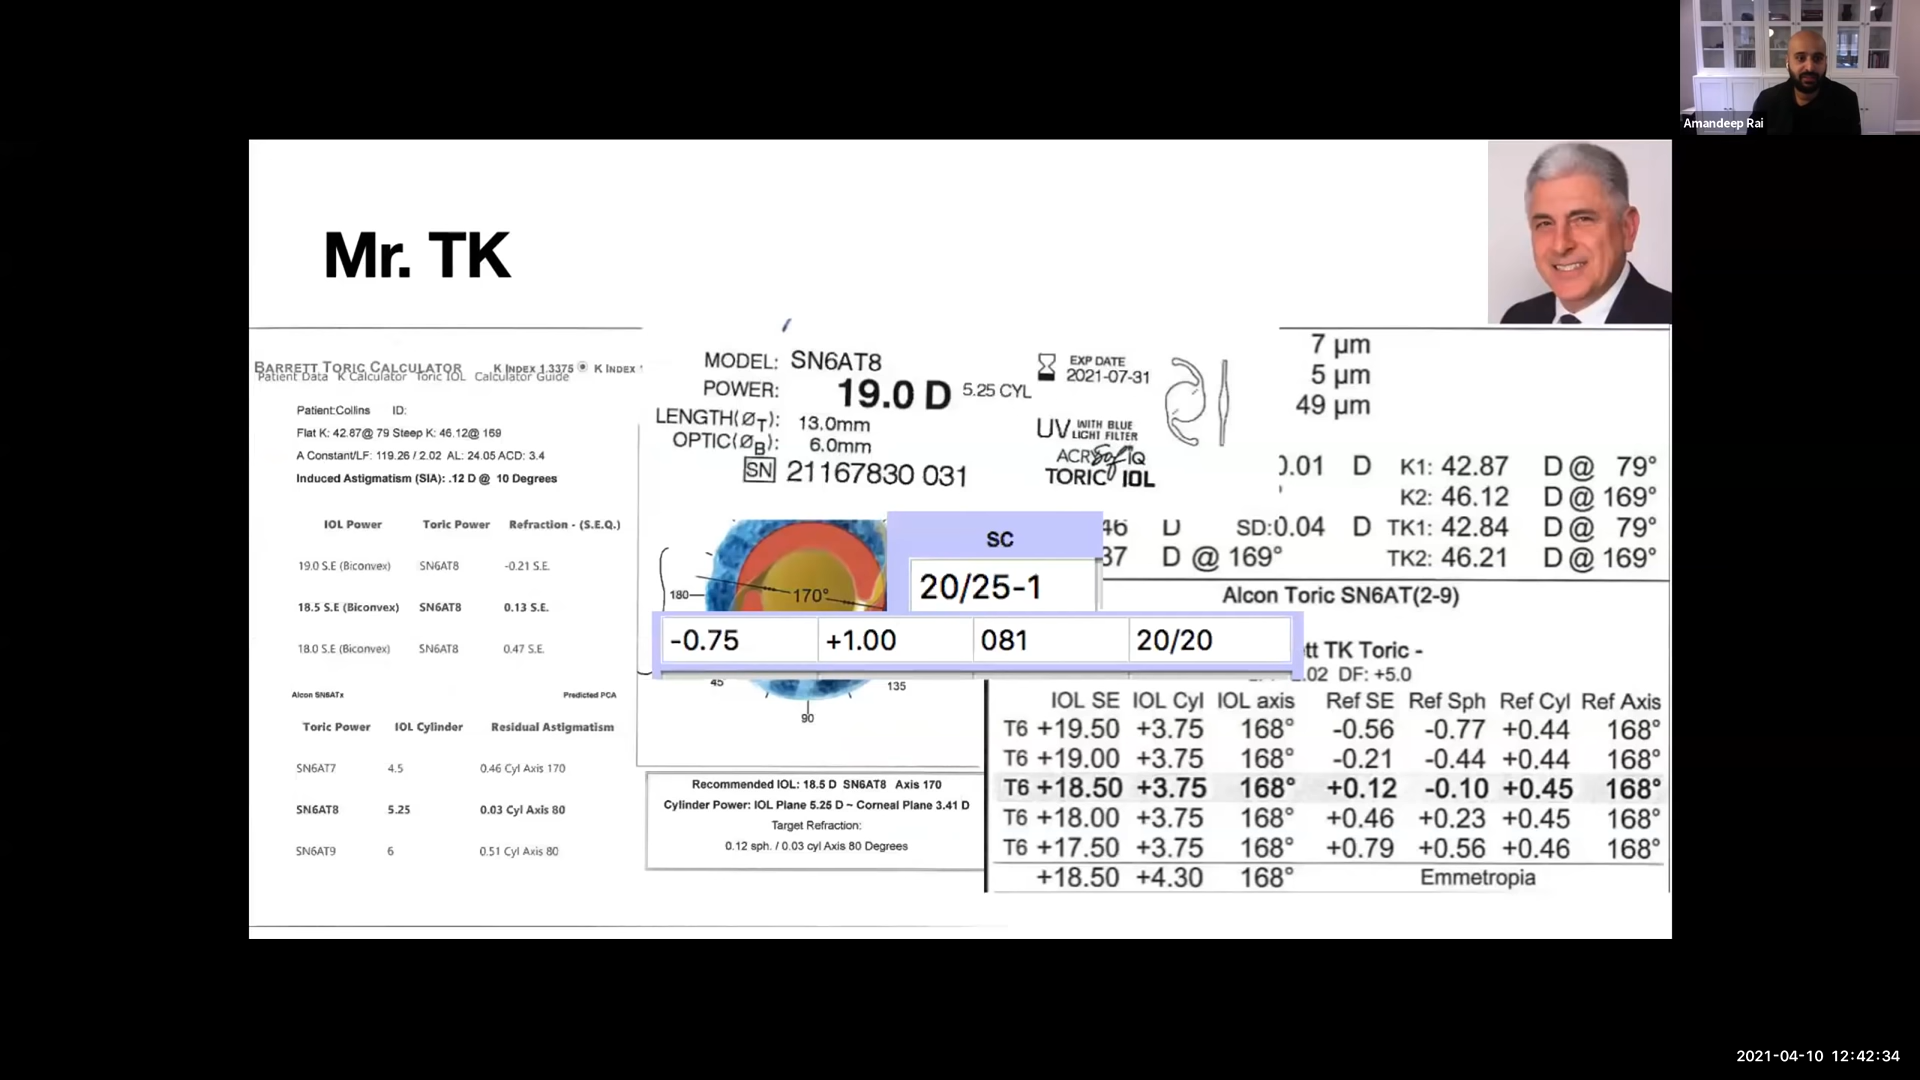 Amandeep Rai
Mr. TK
BARRETT TORIC CALCULATOR K INDEX 1.3375 K INDEX
Patient Data K Calculator Toric IOL Calculator Guide
Patient:Collins ID:
Flat K: 42.87@ 79 Steep K: 46.12@ 169
A Constant/LF: 119.26 / 2.02 AL: 24.05 ACD: 3.4
Induced Astigmatism (SIA): .12 D @ 10 Degrees
IOL Power Toric Power Refraction - (S.E.Q.)
19.0 S.E (Biconvex) SN6AT8 -0.21 S.E.
18.5 S.E (Biconvex) SN6AT8 0.13 S.E.
18.0 S.E (Biconvex) SN6AT8 0.47 S.E.
Alcon SN6ATx Predicted PCA
Toric Power IOL Cylinder Residual Astigmatism
SN6AT7 4.5 0.46 Cyl Axis 170
SN6AT8 5.25 0.03 Cyl Axis 80
SN6AT9 6 0.51 Cyl Axis 80
MODEL: SN6AT8
POWER: 19.0 D 5.25 CYL
LENGTH(ØT): 13.0mm
OPTIC(ØB): 6.0mm
SN 21167830 031
EXP DATE
2021-07-31
UV WITH BLUE
LIGHT FILTER
ACRYSOF IQ
TORIC IOL
180 170°
SC
20/25-1
-0.75 +1.00 081 20/20
45 135
90
Recommended IOL: 18.5 D SN6AT8 Axis 170
Cylinder Power: IOL Plane 5.25 D ~ Corneal Plane 3.41 D
Target Refraction:
0.12 sph. / 0.03 cyl Axis 80 Degrees
7 µm
5 µm
49 µm
0.01 D K1: 42.87 D @ 79°
K2: 46.12 D @ 169°
46 D SD:0.04 D TK1: 42.84 D @ 79°
37 D @ 169° TK2: 46.21 D @ 169°
Alcon Toric SN6AT(2-9)
TK Toric -
.02 DF: +5.0
IOL SE IOL Cyl IOL axis Ref SE Ref Sph Ref Cyl Ref Axis
T6 +19.50 +3.75 168° -0.56 -0.77 +0.44 168°
T6 +19.00 +3.75 168° -0.21 -0.44 +0.44 168°
T6 +18.50 +3.75 168° +0.12 -0.10 +0.45 168°
T6 +18.00 +3.75 168° +0.46 +0.23 +0.45 168°
T6 +17.50 +3.75 168° +0.79 +0.56 +0.46 168°
+18.50 +4.30 168° Emmetropia
2021-04-10 12:42:34